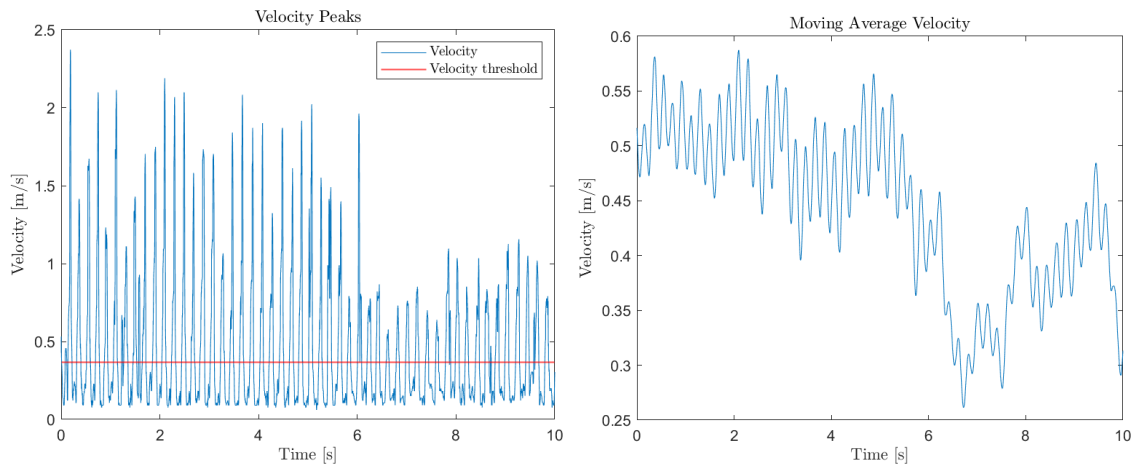 Velocity Peaks
2.5
2
1.5
1
0.5
0
Velocity [m/s]
Velocity
Velocity threshold
0 2 4 6 8 10
Time [s]
Moving Average Velocity
0.6
0.55
0.5
0.45
0.4
0.35
0.3
0.25
Velocity [m/s]
0 2 4 6 8 10
Time [s]